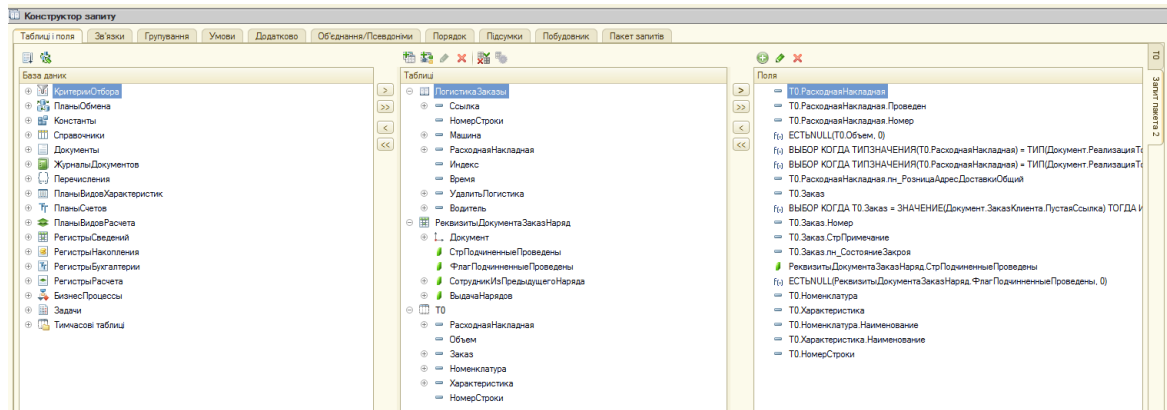 Конструктор запиту
Таблиці і поля
Зв'язки
Групування
Умови
Додатково
Об'єднання/Псевдоніми
Порядок
Підсумки
Побудовник
Пакет запитів
База даних
КритерииОтбора
ПланыОбмена
Константы
Справочники
Документы
ЖурналыДокументов
Перечисления
ПланыВидовХарактеристик
ПланыСчетов
ПланыВидовРасчета
РегистрыСведений
РегистрыНакопления
РегистрыБухгалтерии
РегистрыРасчета
БизнесПроцессы
Задачи
Тимчасові таблиці
>
>>
<
<<
Таблиці
ЛогистикаЗаказы
Ссылка
НомерСтроки
Машина
РасходнаяНакладная
Индекс
Время
УдалитьЛогистика
Водитель
РеквизитыДокументаЗаказНаряд
Документ
СтрПодчиненныеПроведены
ФлагПодчинненныеПроведены
СотрудникИзПредыдущегоНаряда
ВыдачаНарядов
Т0
РасходнаяНакладная
Объем
Заказ
Номенклатура
Характеристика
НомерСтроки
>
>>
<
<<
Поля
Т0.РасходнаяНакладная
Т0.РасходнаяНакладная.Проведен
Т0.РасходнаяНакладная.Номер
ЕСТЬNULL(Т0.Объем, 0)
ВЫБОР КОГДА ТИПЗНАЧЕНИЯ(Т0.РасходнаяНакладная) = ТИП(Документ.РеализацияТо
ВЫБОР КОГДА ТИПЗНАЧЕНИЯ(Т0.РасходнаяНакладная) = ТИП(Документ.РеализацияТо
Т0.РасходнаяНакладная.лн_РозницаАдресДоставкиОбщий
Т0.Заказ
ВЫБОР КОГДА Т0.Заказ = ЗНАЧЕНИЕ(Документ.ЗаказКлиента.ПустаяСсылка) ТОГДА И
Т0.Заказ.Номер
Т0.Заказ.СтрПримечание
Т0.Заказ.лн_СостояниеЗакроя
РеквизитыДокументаЗаказНаряд.СтрПодчиненныеПроведены
ЕСТЬNULL(РеквизитыДокументаЗаказНаряд.ФлагПодчинненныеПроведены, 0)
Т0.Номенклатура
Т0.Характеристика
Т0.Номенклатура.Наименование
Т0.Характеристика.Наименование
Т0.НомерСтроки
Т0
Запит пакета 2